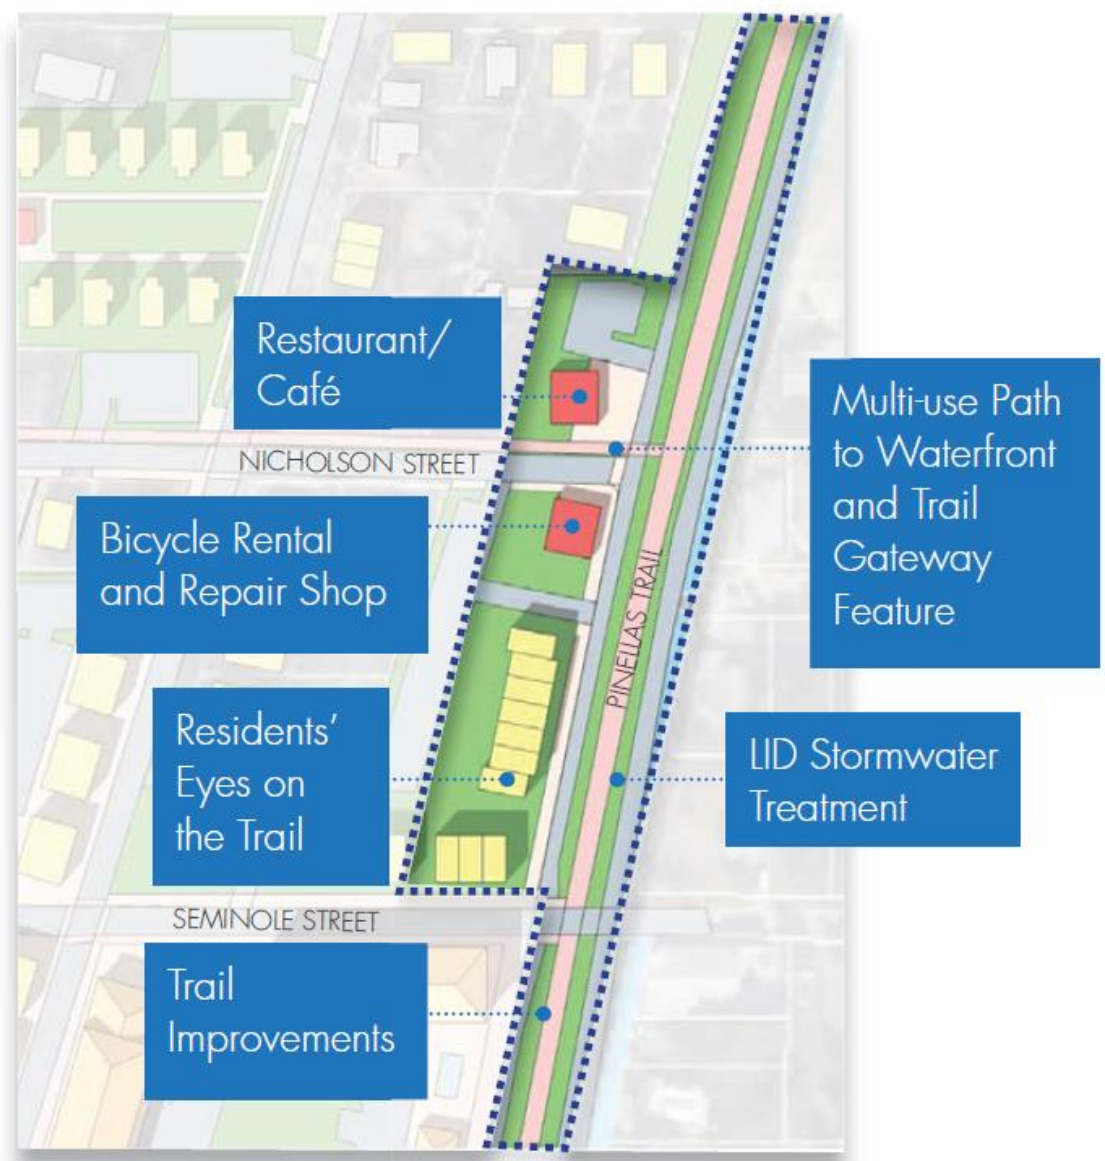 Restaurant/
Café
NICHOLSON STREET
Multi-use Path
to Waterfront
and Trail
Gateway
Feature
Bicycle Rental
and Repair Shop
PINELLAS TRAIL
Residents’
Eyes on
the Trail
LID Stormwater
Treatment
SEMINOLE STREET
Trail
Improvements